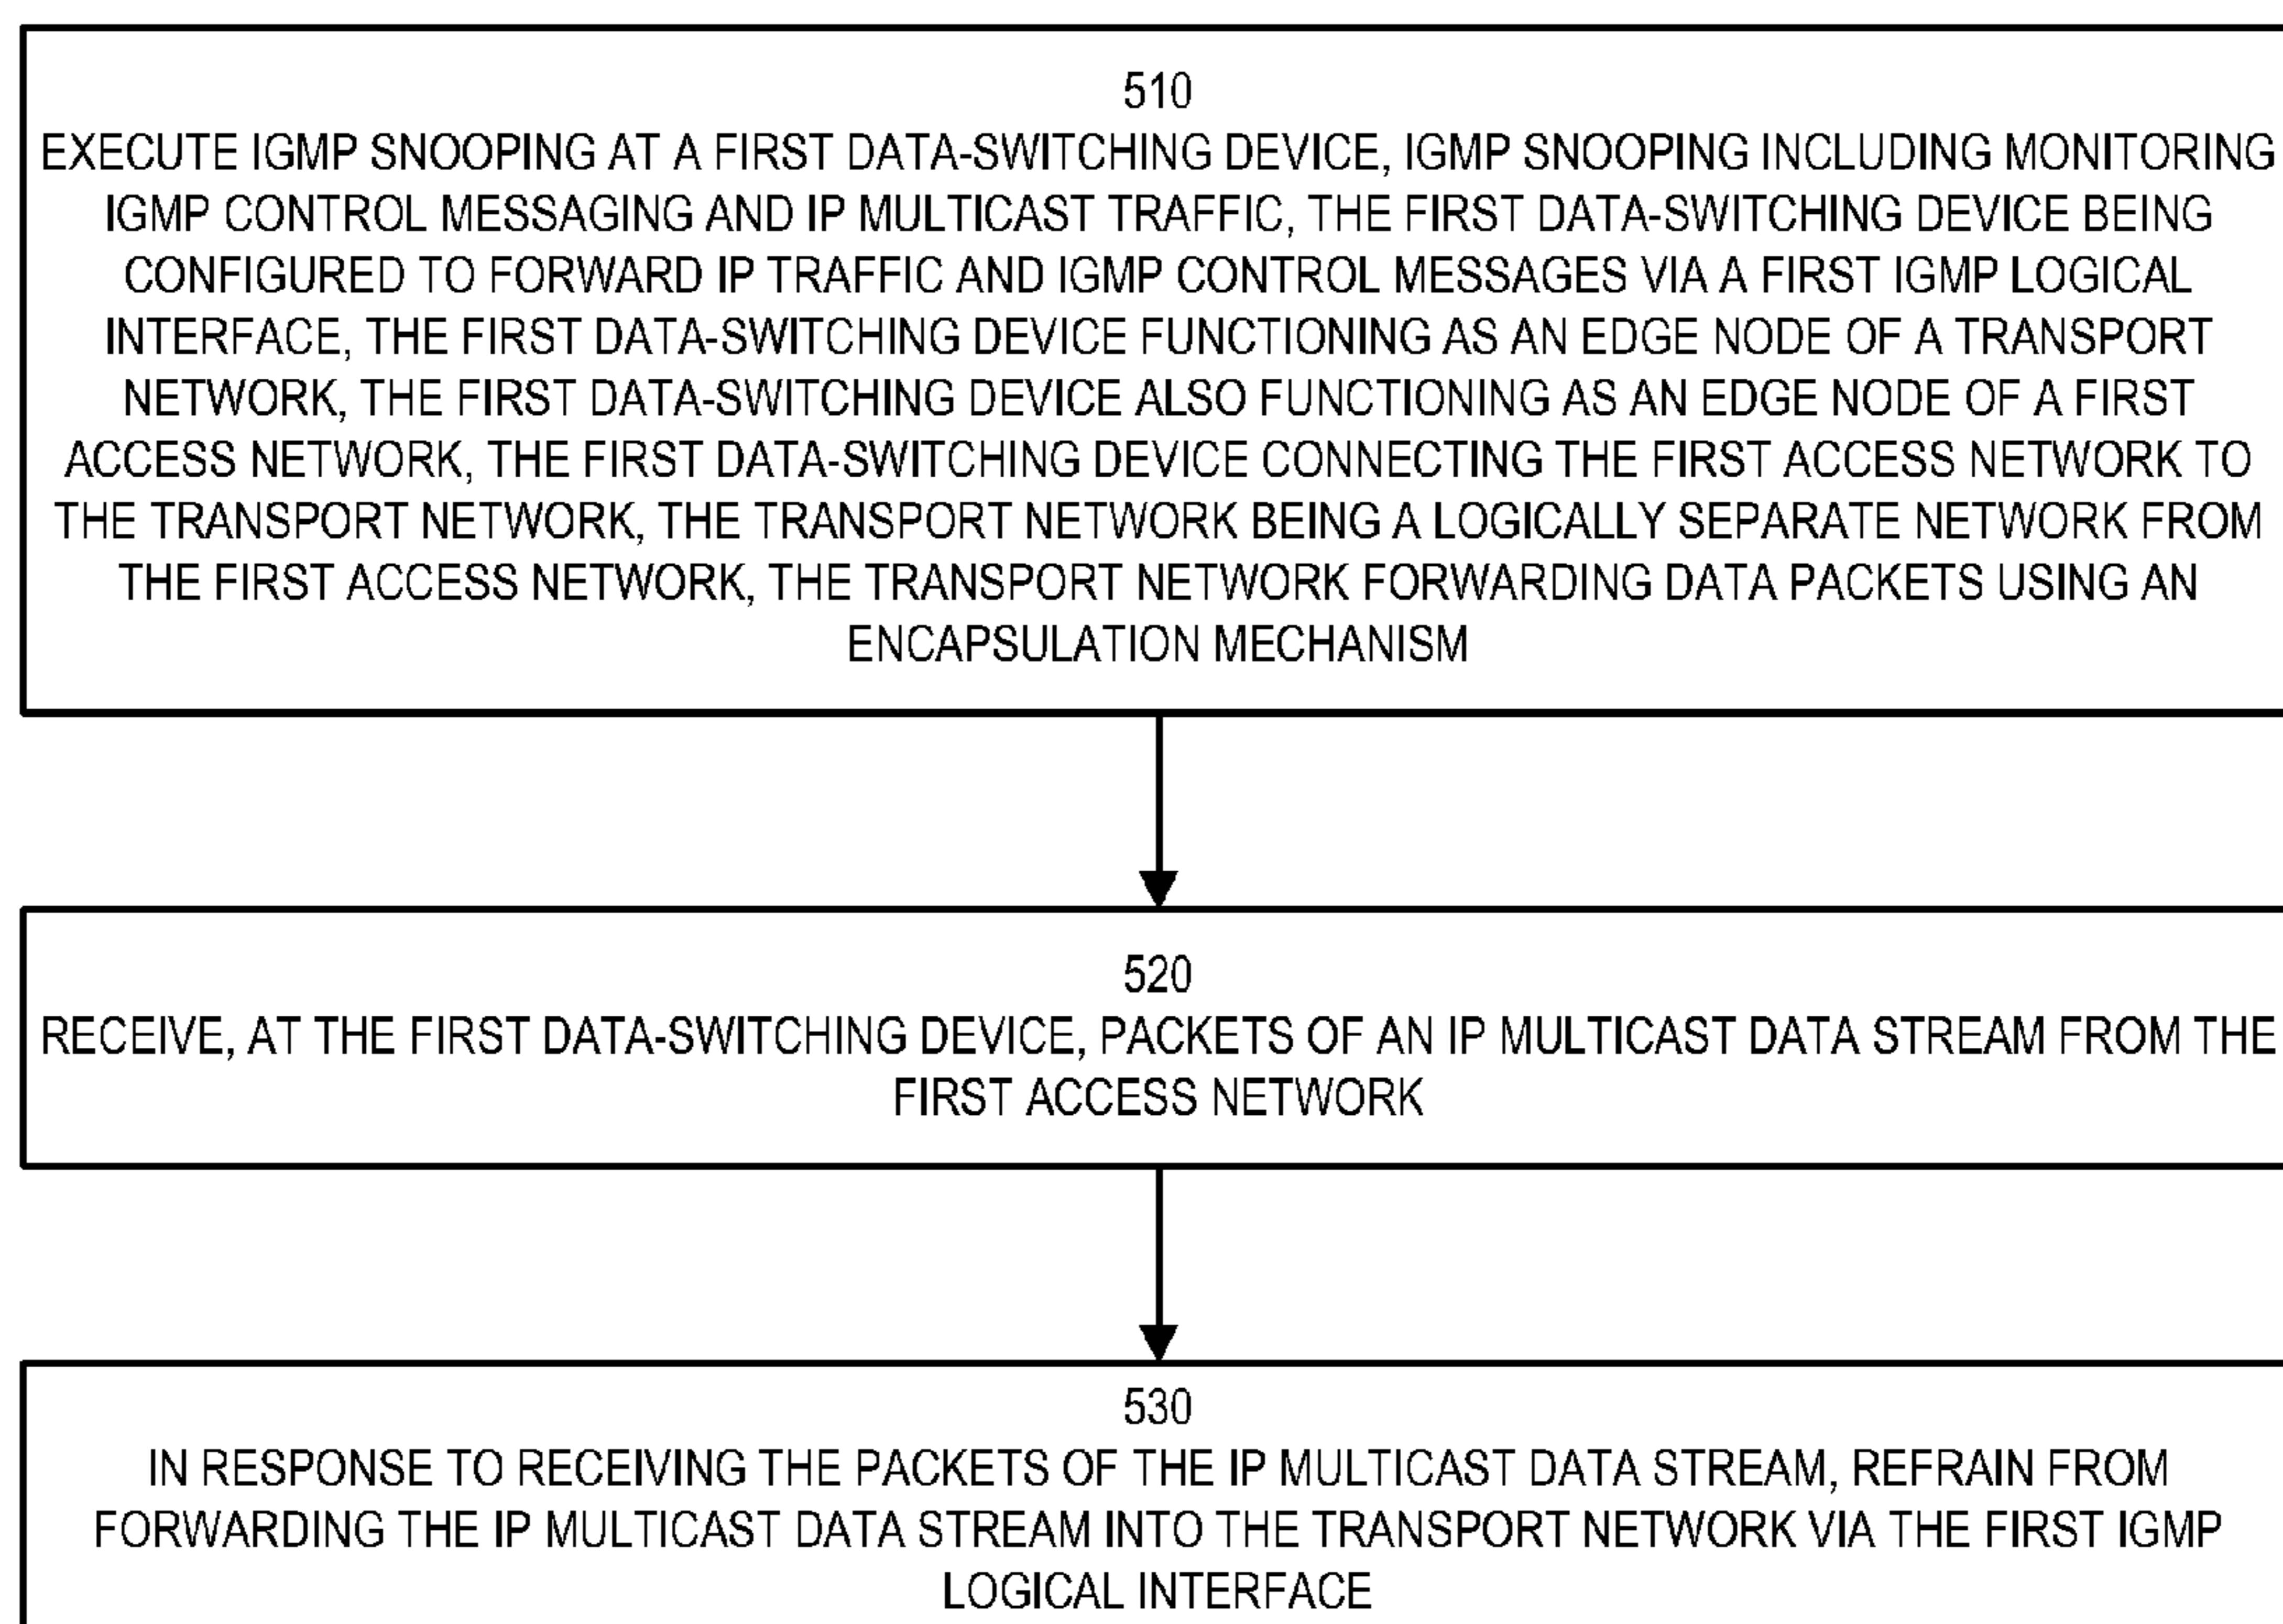 510
EXECUTE IGMP SNOOPING AT A FIRST DATA-SWITCHING DEVICE, IGMP SNOOPING INCLUDING MONITORING
IGMP CONTROL MESSAGING AND IP MULTICAST TRAFFIC, THE FIRST DATA-SWITCHING DEVICE BEING
CONFIGURED TO FORWARD IP TRAFFIC AND IGMP CONTROL MESSAGES VIA A FIRST IGMP LOGICAL
INTERFACE, THE FIRST DATA-SWITCHING DEVICE FUNCTIONING AS AN EDGE NODE OF A TRANSPORT
NETWORK, THE FIRST DATA-SWITCHING DEVICE ALSO FUNCTIONING AS AN EDGE NODE OF A FIRST
ACCESS NETWORK, THE FIRST DATA-SWITCHING DEVICE CONNECTING THE FIRST ACCESS NETWORK TO
THE TRANSPORT NETWORK, THE TRANSPORT NETWORK BEING A LOGICALLY SEPARATE NETWORK FROM
THE FIRST ACCESS NETWORK, THE TRANSPORT NETWORK FORWARDING DATA PACKETS USING AN
ENCAPSULATION MECHANISM
520
RECEIVE, AT THE FIRST DATA-SWITCHING DEVICE, PACKETS OF AN IP MULTICAST DATA STREAM FROM THE
FIRST ACCESS NETWORK
530
IN RESPONSE TO RECEIVING THE PACKETS OF THE IP MULTICAST DATA STREAM, REFRAIN FROM
FORWARDING THE IP MULTICAST DATA STREAM INTO THE TRANSPORT NETWORK VIA THE FIRST IGMP
LOGICAL INTERFACE